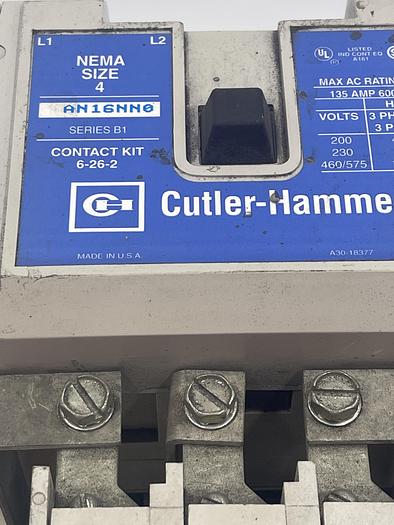 L1 L2
NEMA
SIZE
4
AN16NN0
SERIES B1
CONTACT KIT
6-26-2
CH
Cutler-Hamme
MADE IN U.S.A.
UL
LISTED
IND CONT EQ
A161
MAX AC RATIN
135 AMP 600
H
VOLTS 3 PH
3 P
200
230
460/575
A30-18377